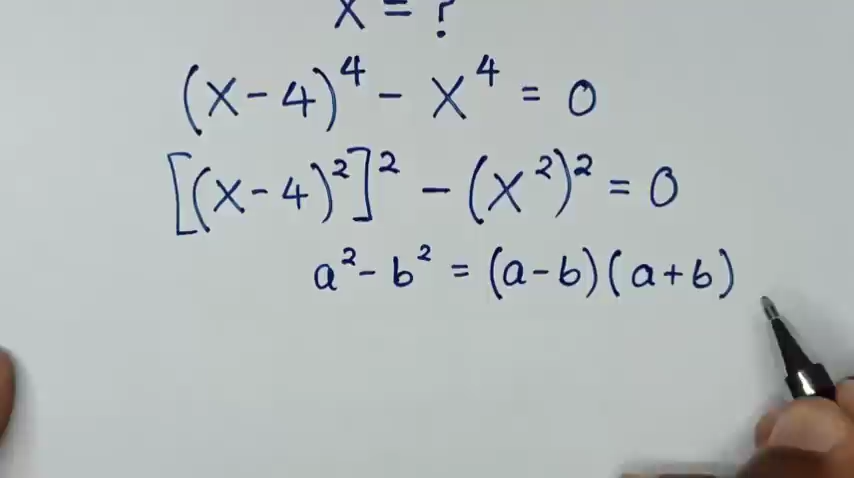 x = ?
(x-4)⁴ - x⁴ = 0
[(x-4)²]² - (x²)² = 0
a² - b² = (a-b)(a+b)